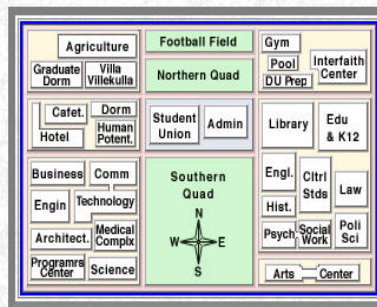 Agriculture
Graduate
Dorm
Villa
Villekulla
Football Field
Northern Quad
Gym
Pool
DU Prep
Interfaith
Center
Cafet.
Dorm
Hotel
Human
Potent.
Student
Union
Admin
Library
Edu
& K12
Business
Comm
Engin
Technology
Architect.
Medical
Complx
Programrs
Center
Science
Southern
Quad
N
W
E
S
Engl.
Cltrl
Stds
Law
Hist.
Psych
Social
Work
Poli
Sci
Arts
Center